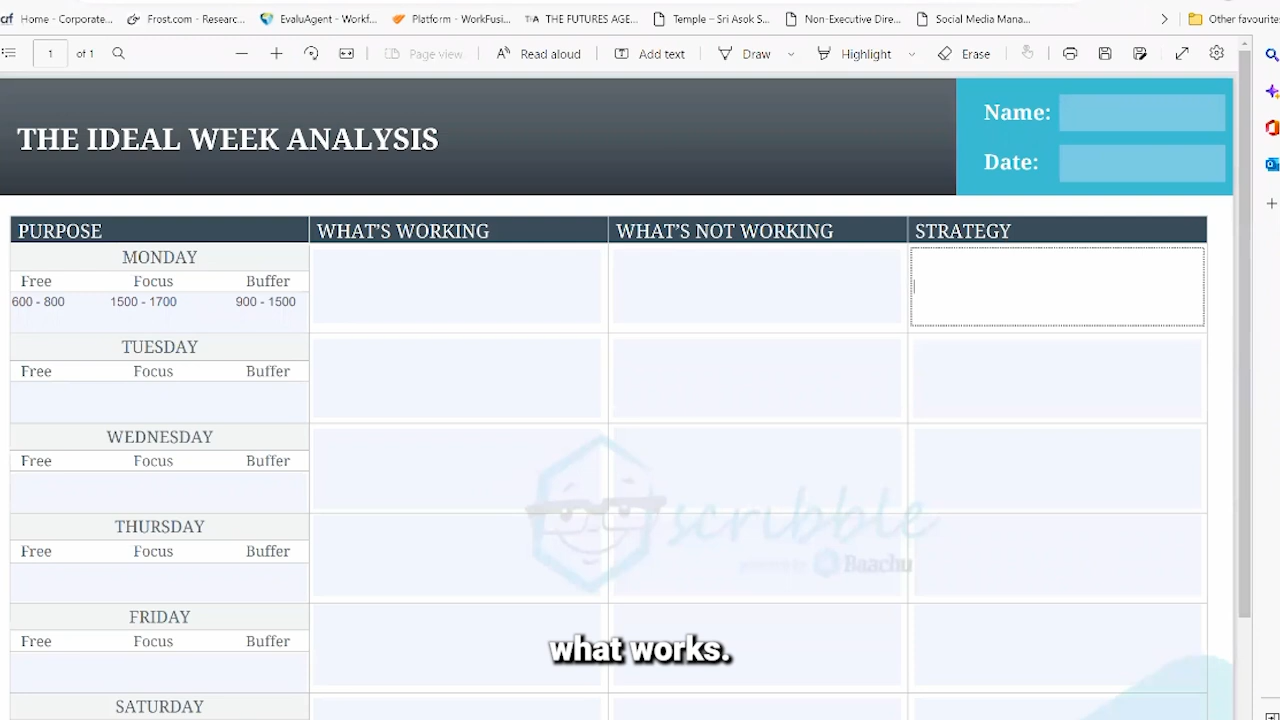 Home - Corporate... Frost.com - Researc... EvaluAgent - Workf... Platform - WorkFusi... THE FUTURES AGE... Temple – Sri Asok S... Non-Executive Dire... Social Media Mana... Other favourite
1 of 1 Page view Read aloud Add text Draw Highlight Erase
THE IDEAL WEEK ANALYSIS
Name:
Date:
PURPOSE WHAT'S WORKING WHAT'S NOT WORKING STRATEGY
MONDAY
Free Focus Buffer
600 - 800 1500 - 1700 900 - 1500
TUESDAY
Free Focus Buffer
WEDNESDAY
Free Focus Buffer
scribble
Baachu
THURSDAY
Free Focus Buffer
FRIDAY
Free Focus Buffer
what works.
SATURDAY